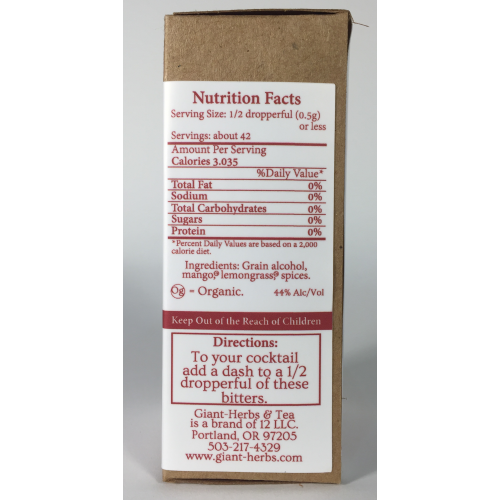 Nutrition Facts
Serving Size: 1/2 dropperful (0.5g)
or less
Servings: about 42
Amount Per Serving
Calories 3.035
%Daily Value*
Total Fat 0%
Sodium 0%
Total Carbohydrates 0%
Sugars 0%
Protein 0%
*Percent Daily Values are based on a 2,000
calorie diet.
Ingredients: Grain alcohol,
mango, lemongrass, spices.
Og = Organic. 44% Alc/Vol
Keep Out of the Reach of Children
Directions:
To your cocktail
add a dash to a 1/2
dropperful of these
bitters.
Giant-Herbs & Tea
is a brand of 12 LLC.
Portland, OR 97205
503-217-4329
www.giant-herbs.com